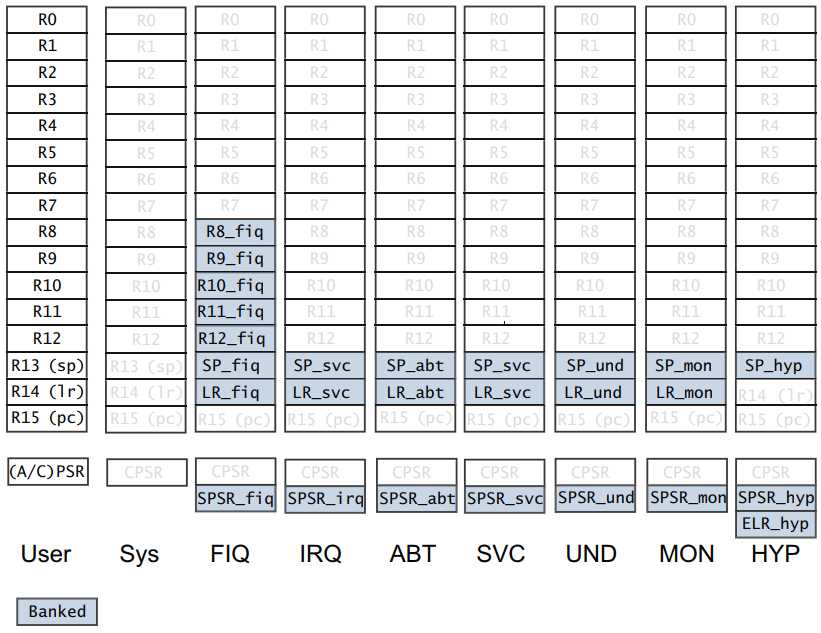 R0 R0 R0 R0 R0 R0 R0 R0 R0
R1 R1 R1 R1 R1 R1 R1 R1 R1
R2 R2 R2 R2 R2 R2 R2 R2 R2
R3 R3 R3 R3 R3 R3 R3 R3 R3
R4 R4 R4 R4 R4 R4 R4 R4 R4
R5 R5 R5 R5 R5 R5 R5 R5 R5
R6 R6 R6 R6 R6 R6 R6 R6 R6
R7 R7 R7 R7 R7 R7 R7 R7 R7
R8 R8 R8_fiq R8 R8 R8 R8 R8 R8
R9 R9 R9_fiq R9 R9 R9 R9 R9 R9
R10 R10 R10_fiq R10 R10 R10 R10 R10 R10
R11 R11 R11_fiq R11 R11 R11 R11 R11 R11
R12 R12 R12_fiq R12 R12 R12 R12 R12 R12
R13 (sp) R13 (sp) SP_fiq SP_svc SP_abt SP_svc SP_und SP_mon SP_hyp
R14 (lr) R14 (lr) LR_fiq LR_svc LR_abt LR_svc LR_und LR_mon R14 (lr)
R15 (pc) R15 (pc) R15 (pc) R15 (pc) R15 (pc) R15 (pc) R15 (pc) R15 (pc) R15 (pc)
(A/C)PSR CPSR CPSR CPSR CPSR CPSR CPSR CPSR CPSR
SPSR_fiq SPSR_irq SPSR_abt SPSR_svc SPSR_und SPSR_mon SPSR_hyp
ELR_hyp
User Sys FIQ IRQ ABT SVC UND MON HYP
Banked